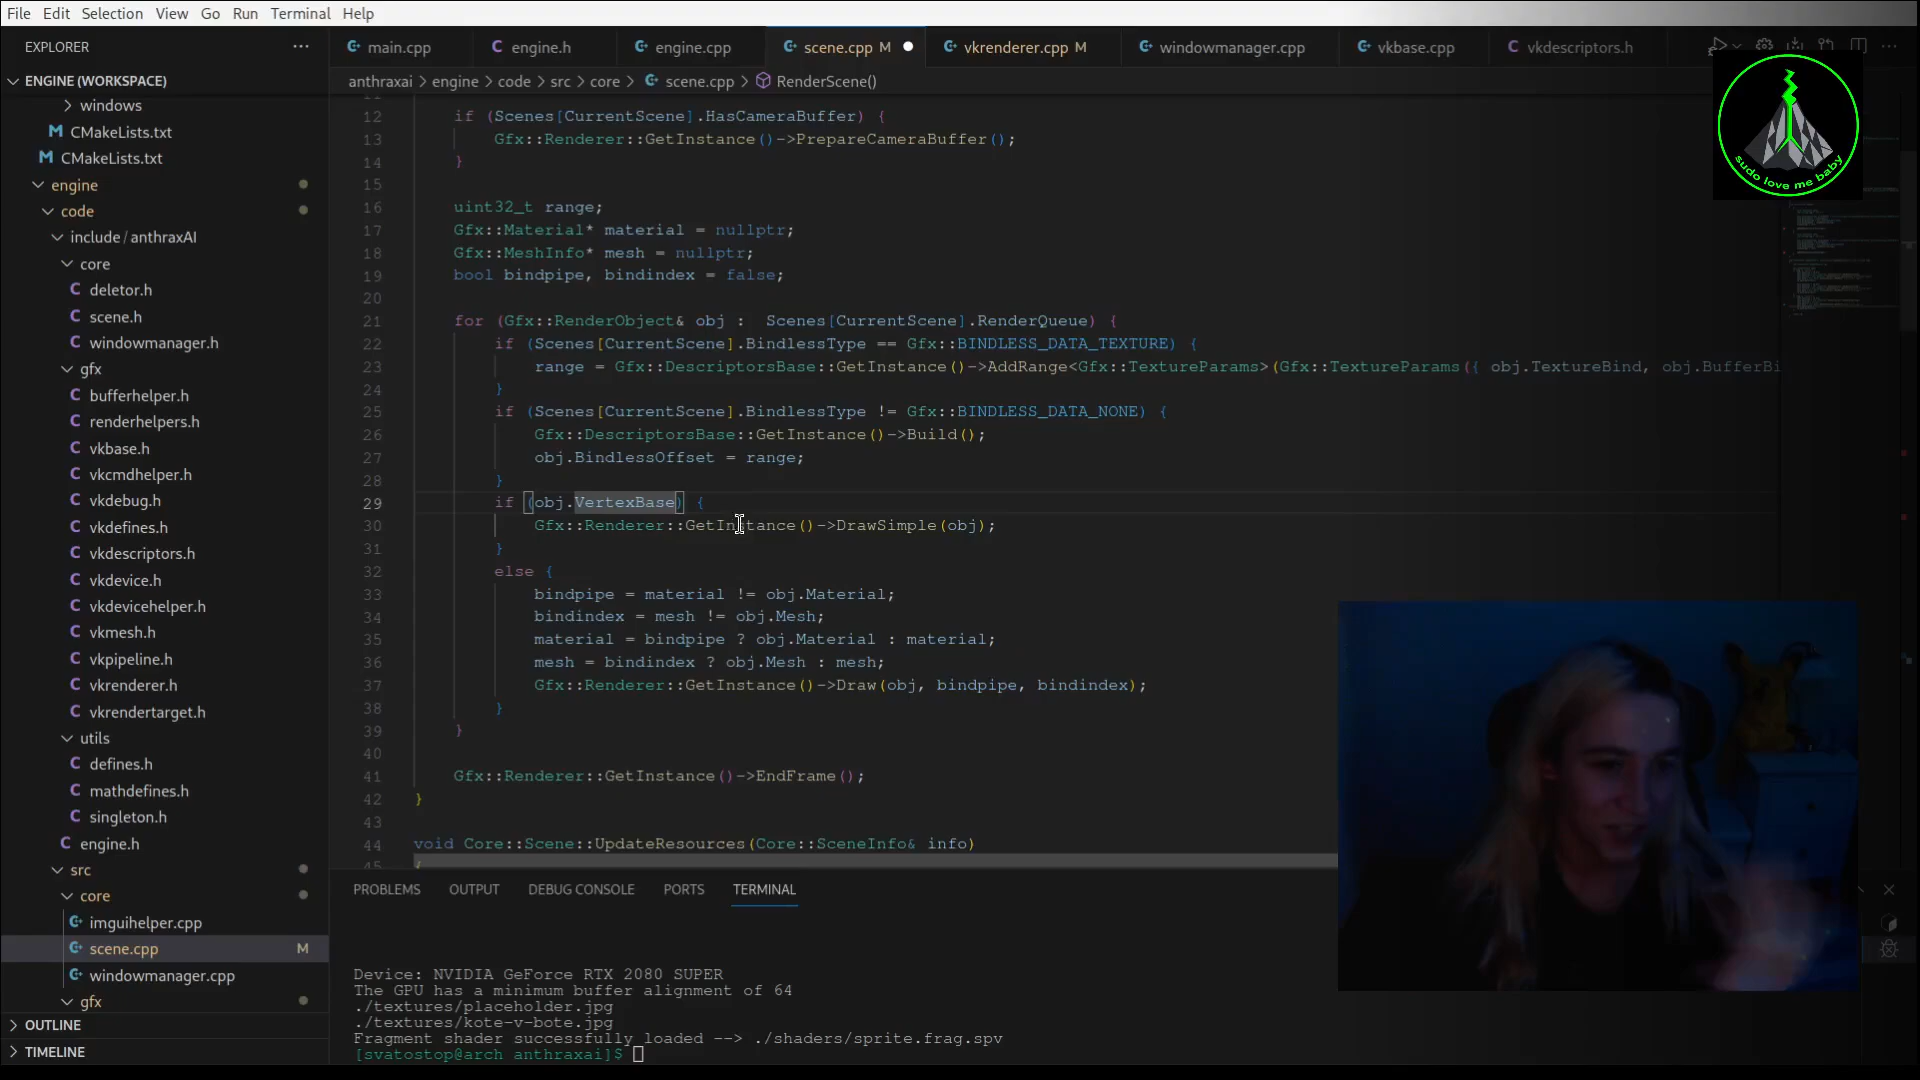 File Edit Selection View Go Run Terminal Help
EXPLORER
ENGINE (WORKSPACE)
windows
CMakeLists.txt
CMakeLists.txt
engine
code
include / anthraxAI
core
deletor.h
scene.h
windowmanager.h
gfx
bufferhelper.h
renderhelpers.h
vkbase.h
vkcmdhelper.h
vkdebug.h
vkdefines.h
vkdescriptors.h
vkdevice.h
vkdevicehelper.h
vkmesh.h
vkpipeline.h
vkrenderer.h
vkrendertarget.h
utils
defines.h
mathdefines.h
singleton.h
engine.h
src
core
imguihelper.cpp
scene.cpp M
windowmanager.cpp
gfx
OUTLINE
TIMELINE
main.cpp engine.h engine.cpp scene.cpp M vkrenderer.cpp M windowmanager.cpp vkbase.cpp vkdescriptors.h
anthraxai > engine > code > src > core > scene.cpp > RenderScene()
12 if (Scenes[CurrentScene].HasCameraBuffer) {
13 Gfx::Renderer::GetInstance()->PrepareCameraBuffer();
14 }
15
16 uint32_t range;
17 Gfx::Material* material = nullptr;
18 Gfx::MeshInfo* mesh = nullptr;
19 bool bindpipe, bindindex = false;
20
21 for (Gfx::RenderObject& obj :  Scenes[CurrentScene].RenderQueue) {
22 if (Scenes[CurrentScene].BindlessType == Gfx::BINDLESS_DATA_TEXTURE) {
23 range = Gfx::DescriptorsBase::GetInstance()->AddRange<Gfx::TextureParams>(Gfx::TextureParams({ obj.TextureBind, obj.BufferBi
24 }
25 if (Scenes[CurrentScene].BindlessType != Gfx::BINDLESS_DATA_NONE) {
26 Gfx::DescriptorsBase::GetInstance()->Build();
27 obj.BindlessOffset = range;
28 }
29 if (obj.VertexBase) {
30 Gfx::Renderer::GetInstance()->DrawSimple(obj);
31 }
32 else {
33 bindpipe = material != obj.Material;
34 bindindex = mesh != obj.Mesh;
35 material = bindpipe ? obj.Material : material;
36 mesh = bindindex ? obj.Mesh : mesh;
37 Gfx::Renderer::GetInstance()->Draw(obj, bindpipe, bindindex);
38 }
39 }
40
41 Gfx::Renderer::GetInstance()->EndFrame();
42 }
43
44 void Core::Scene::UpdateResources(Core::SceneInfo& info)
45 {
PROBLEMS OUTPUT DEBUG CONSOLE PORTS TERMINAL
Device: NVIDIA GeForce RTX 2080 SUPER
The GPU has a minimum buffer alignment of 64
./textures/placeholder.jpg
./textures/kote-v-bote.jpg
Fragment shader successfully loaded --> ./shaders/sprite.frag.spv
[svatostop@arch anthraxai]$
sudo love me baby